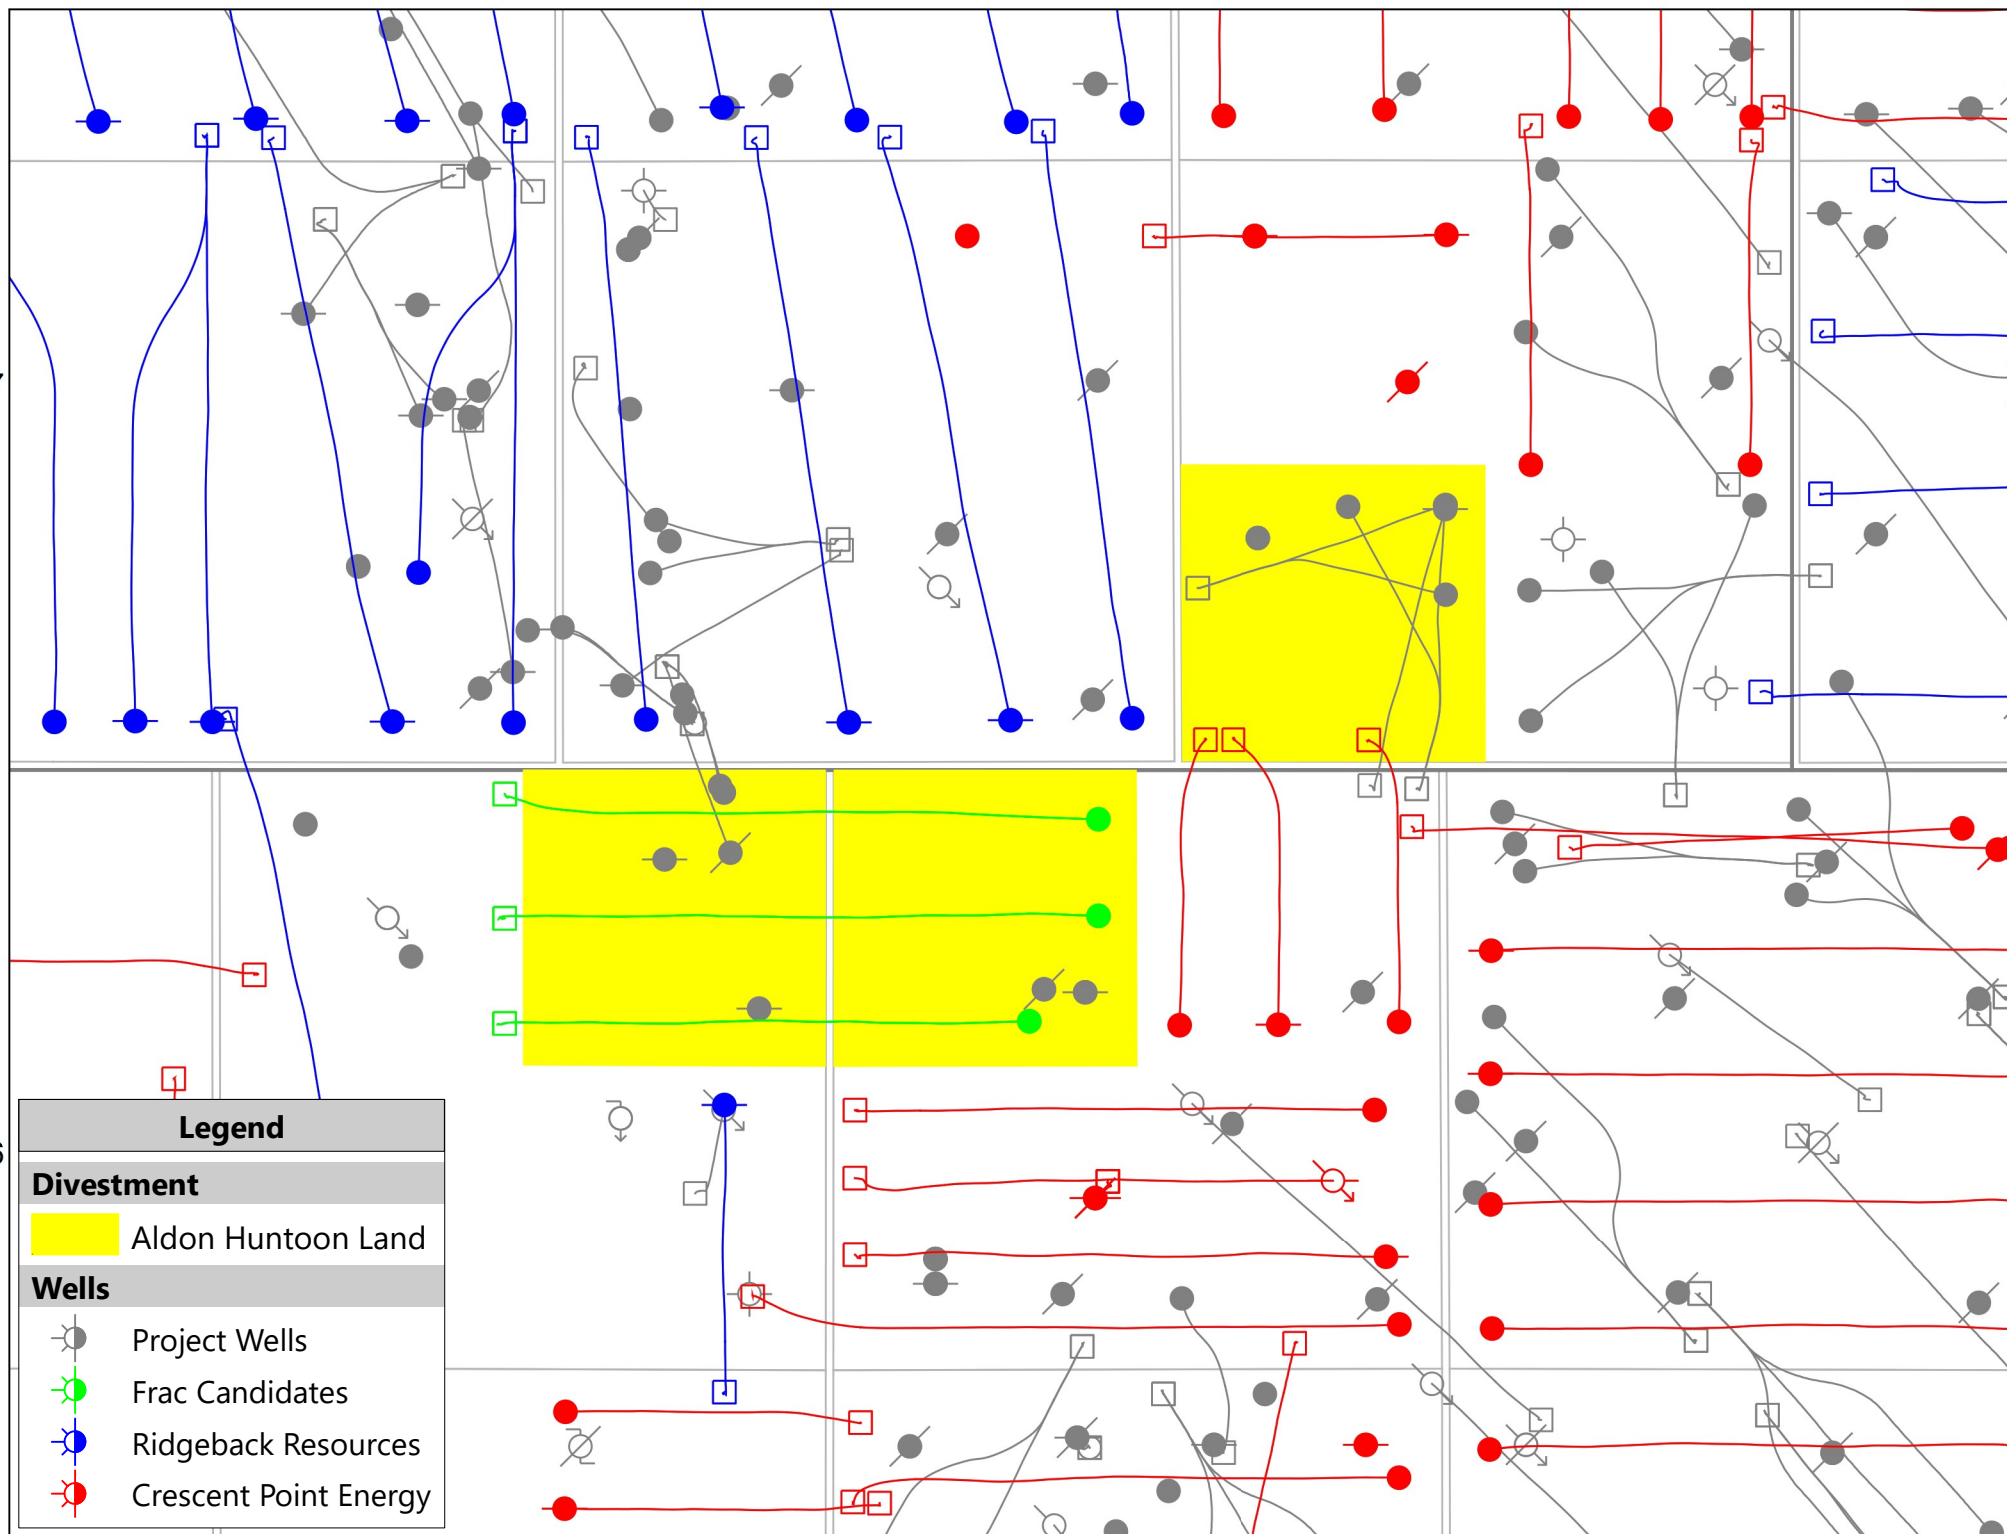 Legend
Divestment
Aldon Huntoon Land
Wells
Project Wells
Frac Candidates
Ridgeback Resources
Crescent Point Energy